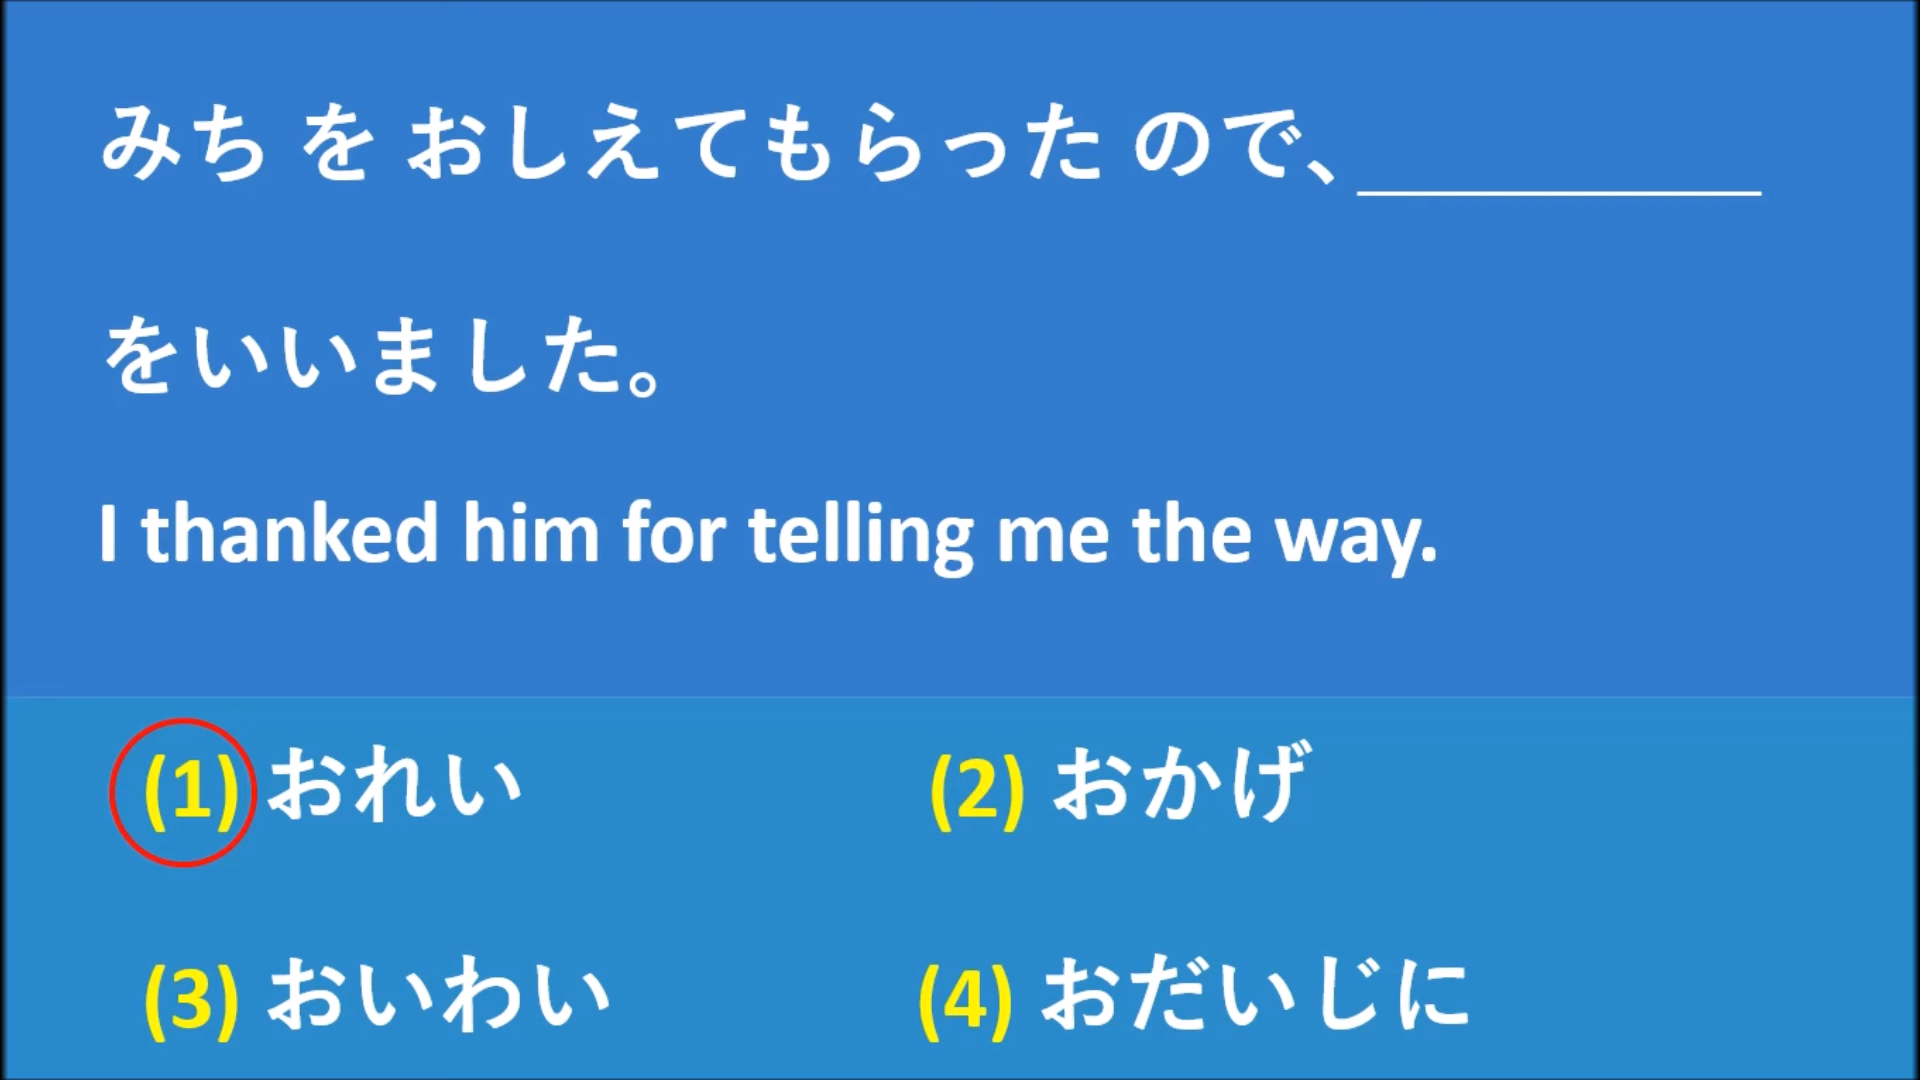 みち を おしえてもらった ので、__________
をいいました。
I thanked him for telling me the way.
(1) おれい (2) おかげ
(3) おいわい (4) おだいじに